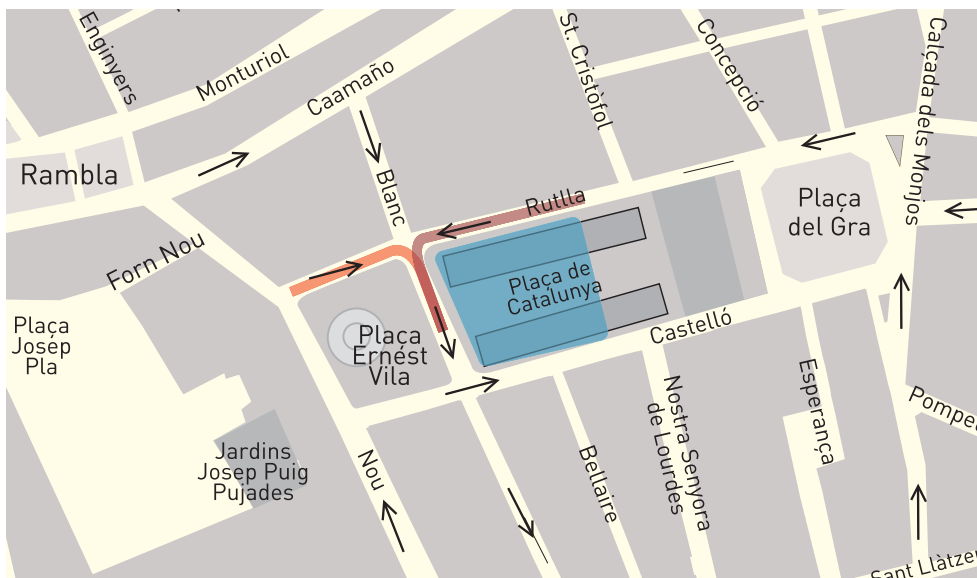 Enginyers
Monturiol
Caamaño
St. Cristòfol
Concepció
Calçada dels Monjos
Rambla
Blanc
Rutlla
Plaça
del Gra
Forn Nou
Plaça de
Catalunya
Plaça
Josep
Pla
Plaça
Ernést
Vila
Castelló
Nostra Senyora
de Lourdes
Esperança
Pompeu
Jardins
Josep Puig
Pujades
Nou
Bellaire
Sant Llàtzer